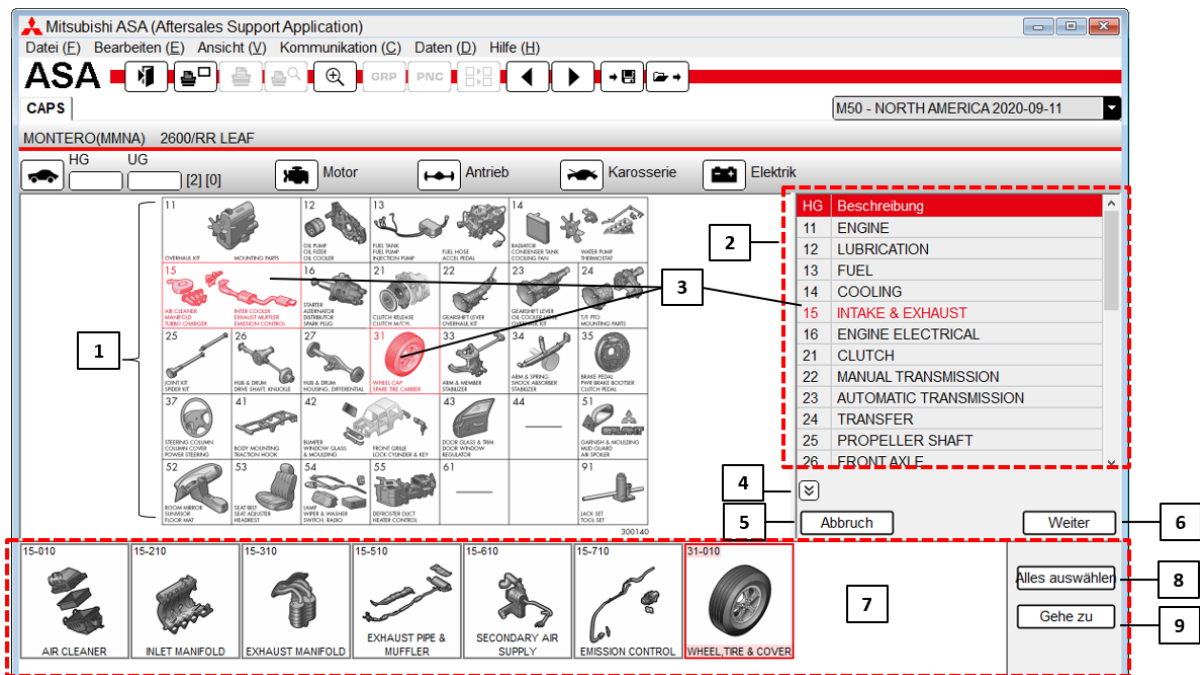 Mitsubishi ASA (Aftersales Support Application)
Datei (F) Bearbeiten (E) Ansicht (V) Kommunikation (C) Daten (D) Hilfe (H)
ASA GRP PNC
CAPS
M50 - NORTH AMERICA 2020-09-11
MONTERO(MMNA) 2600/RR LEAF
HG UG [2] [0] Motor Antrieb Karosserie Elektrik
1
11
OVERHAUL KIT MOUNTING PARTS
12
OIL PUMP
OIL FILTER
OIL COOLER
13
FUEL TANK
FUEL PUMP FUEL HOSE
INJECTION PUMP ACCEL PEDAL
14
RADIATOR
CONDENSER TANK WATER PUMP
COOLING FAN THERMOSTAT
15
AIR CLEANER INTER COOLER
MANIFOLD EXHAUST MUFFLER
TURBO CHARGER EMISSION CONTROL
16
STARTER
ALTERNATOR
DISTRIBUTOR
SPARK PLUG
21
CLUTCH RELEASE
CLUTCH M/CYL
22
GEARSHIFT LEVER
OVERHAUL KIT
23
GEARSHIFT LEVER
OIL COOLER
24
T/F PTO
MOUNTING PARTS
25
JOINT KIT
SPIDER KIT
26
HUB & DRUM
DRIVE SHAFT, KNUCKLE
27
HUB & DRUM
HOUSING, DIFFERENTIAL
31
WHEEL CAP
SPARE TIRE CARRIER
33
ARM & MEMBER
STABILIZER
34
ARM & SPRING
SHOCK ABSORBER
STABILIZER
35
BRAKE PEDAL
PWR BRAKE BOOTSER
CLUTCH PEDAL
37
STEERING COLUMN
COLUMN COVER
POWER STEERING
41
BODY MOUNTING
TRACTION HOOK
42
BUMPER
WINDOW GLASS FRONT GRILLE
& MOULDING LOCK CYLINDER & KEY
43
DOOR GLASS & TRIM
DOOR WINDOW
REGULATOR
44
51
GALANT
GARNISH & MOULDING
MUD GUARD
AIR SPOILER
52
ROOM MIRROR
SUNVISOR
FLOOR MAT
53
SEAT BELT
SEAT ADJUSTER
HEADREST
54
LAMP
WIPER & WASHER
SWITCH, RADIO
55
DEFROSTER DUCT
HEATER CONTROL
61
91
JACK SET
TOOL SET
300140
2
3
HG Beschreibung
11 ENGINE
12 LUBRICATION
13 FUEL
14 COOLING
15 INTAKE & EXHAUST
16 ENGINE ELECTRICAL
21 CLUTCH
22 MANUAL TRANSMISSION
23 AUTOMATIC TRANSMISSION
24 TRANSFER
25 PROPELLER SHAFT
26 FRONT AXLE
4
5 Abbruch Weiter 6
15-010
AIR CLEANER
15-210
INLET MANIFOLD
15-310
EXHAUST MANIFOLD
15-510
EXHAUST PIPE &
MUFFLER
15-610
SECONDARY AIR
SUPPLY
15-710
EMISSION CONTROL
31-010
WHEEL,TIRE & COVER
7
Alles auswählen 8
Gehe zu 9